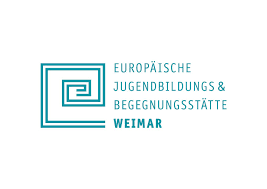 EUROPÄISCHE
JUGENDBILDUNGS &
BEGEGNUNGSSTÄTTE
WEIMAR